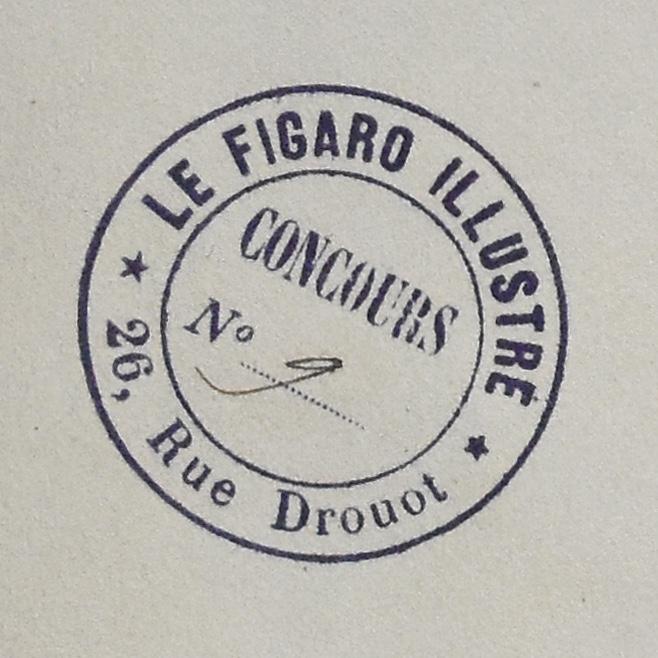 LE FIGARO ILLUSTRE
CONCOURS
Nº 9
26, Rue Drouot